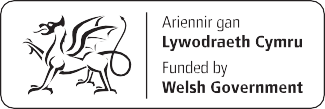 Ariennir gan
Lywodraeth Cymru
Funded by
Welsh Government